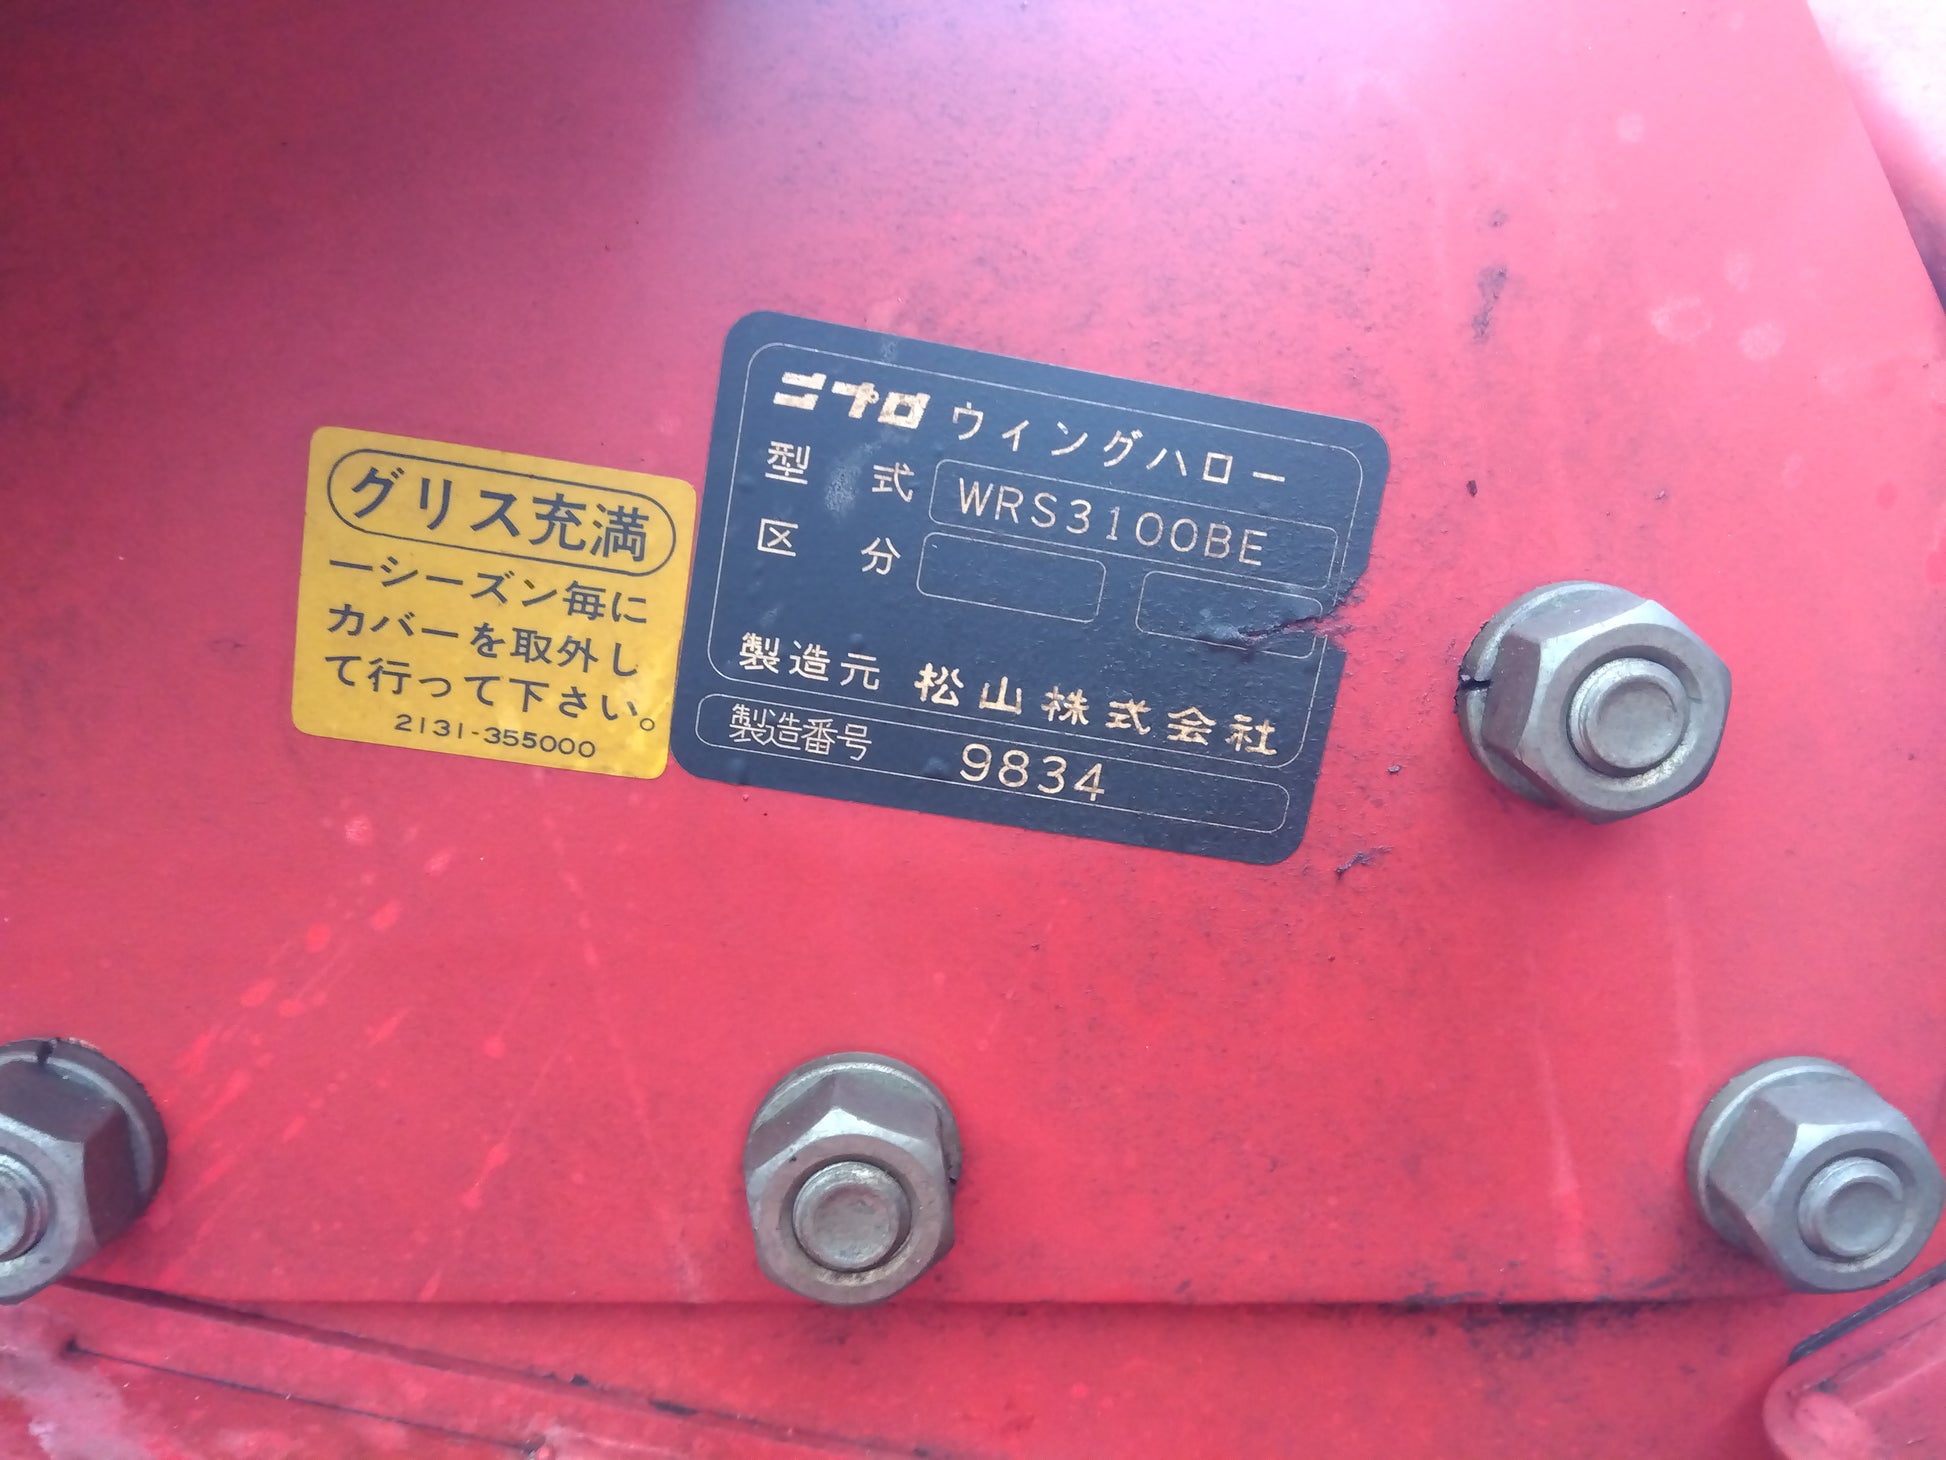 グリス充満
一シーズン毎に
カバーを取外し
て行って下さい。
2131-355000
ニプロ ウィングハロー
型式 WRS3100BE
区分
製造元 松山株式会社
製造番号 9834